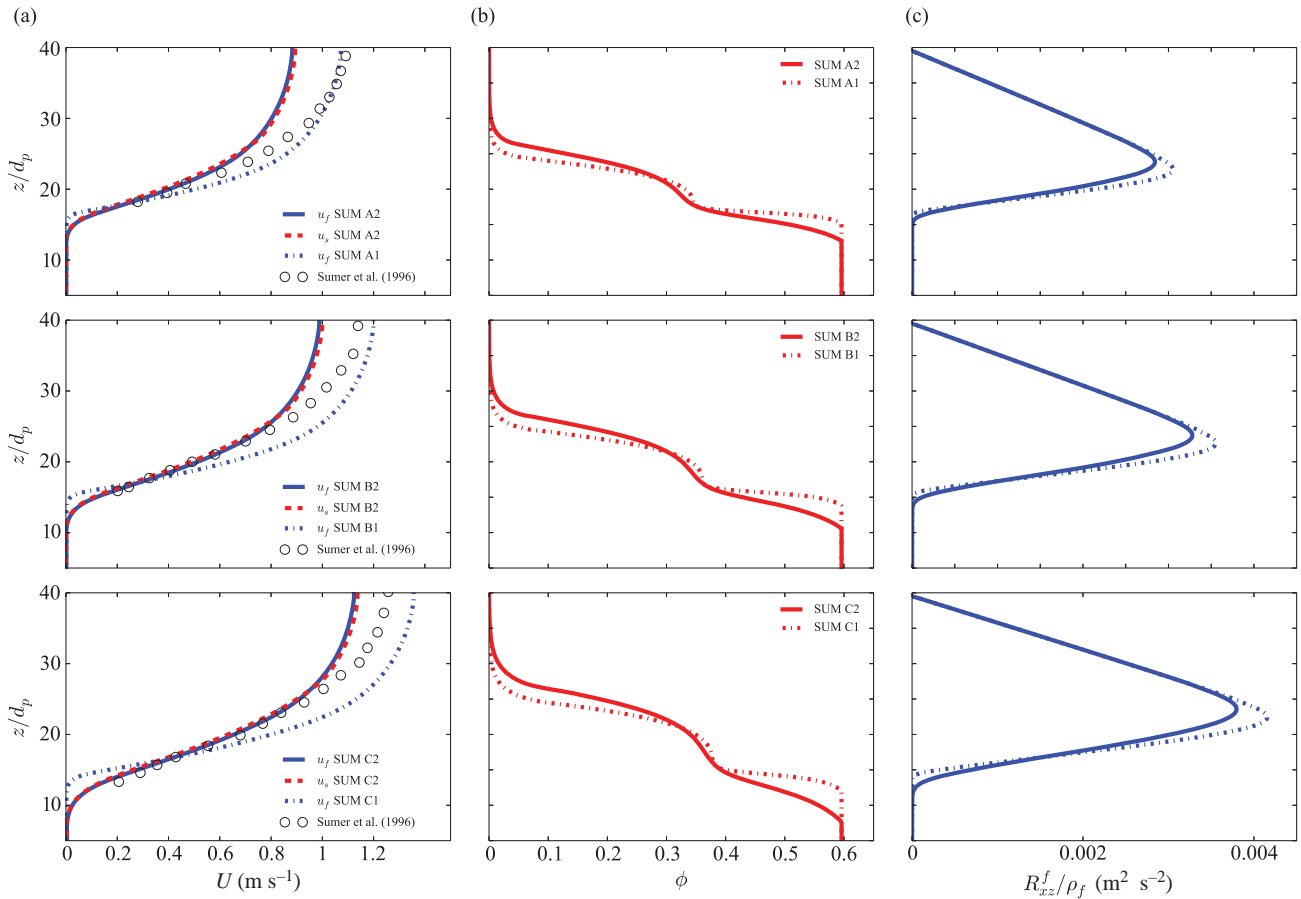 (a)
(b)
(c)
40
30
20
10
z/d_p
u_f SUM A2
u_s SUM A2
u_f SUM A1
Sumer et al. (1996)
SUM A2
SUM A1
40
30
20
10
z/d_p
u_f SUM B2
u_s SUM B2
u_f SUM B1
Sumer et al. (1996)
SUM B2
SUM B1
40
30
20
10
z/d_p
u_f SUM C2
u_s SUM C2
u_f SUM C1
Sumer et al. (1996)
SUM C2
SUM C1
0 0.2 0.4 0.6 0.8 1 1.2
U (m s⁻¹)
0 0.1 0.2 0.3 0.4 0.5 0.6
ϕ
0 0.002 0.004
R^f_xz/ρ_f (m² s⁻²)